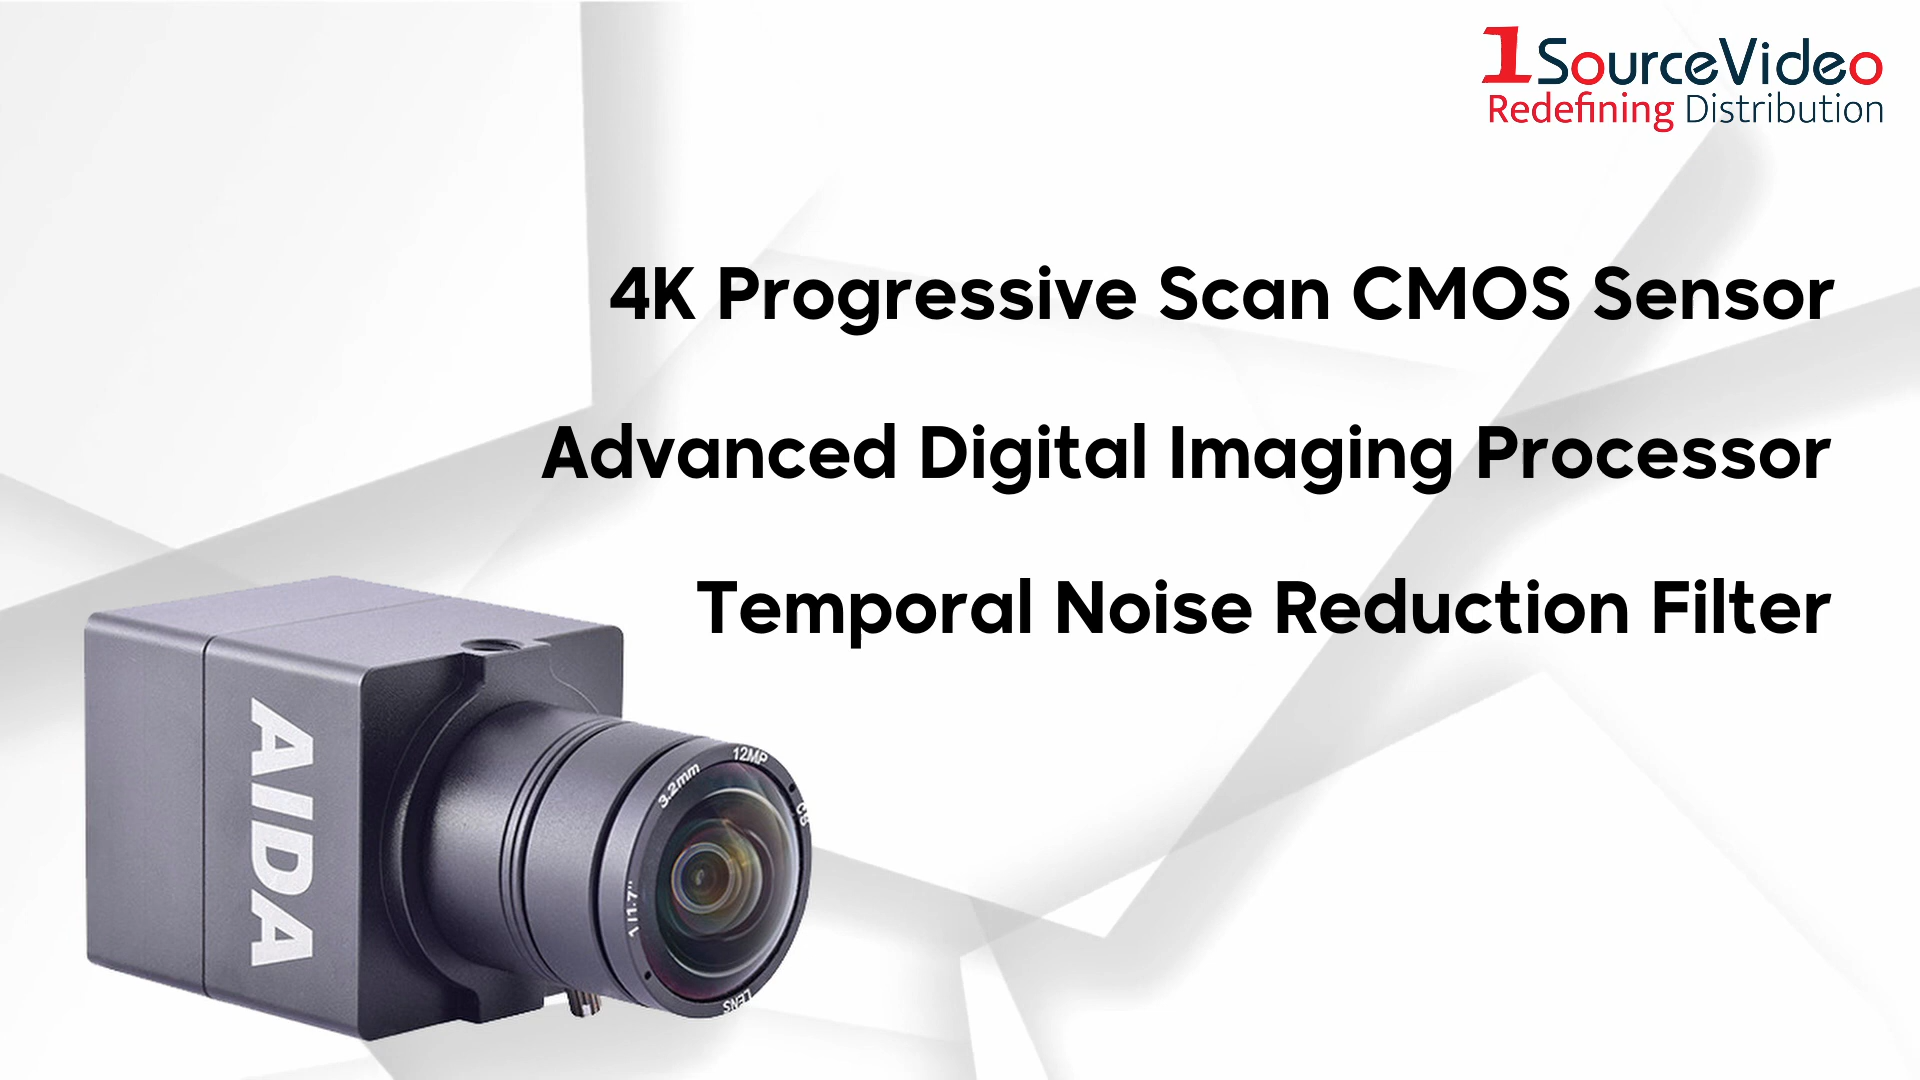 1SourceVideo
Redefining Distribution
4K Progressive Scan CMOS Sensor
Advanced Digital Imaging Processor
Temporal Noise Reduction Filter
AIDA
3.2mm
12MP
CS
1/1.7"
LENS